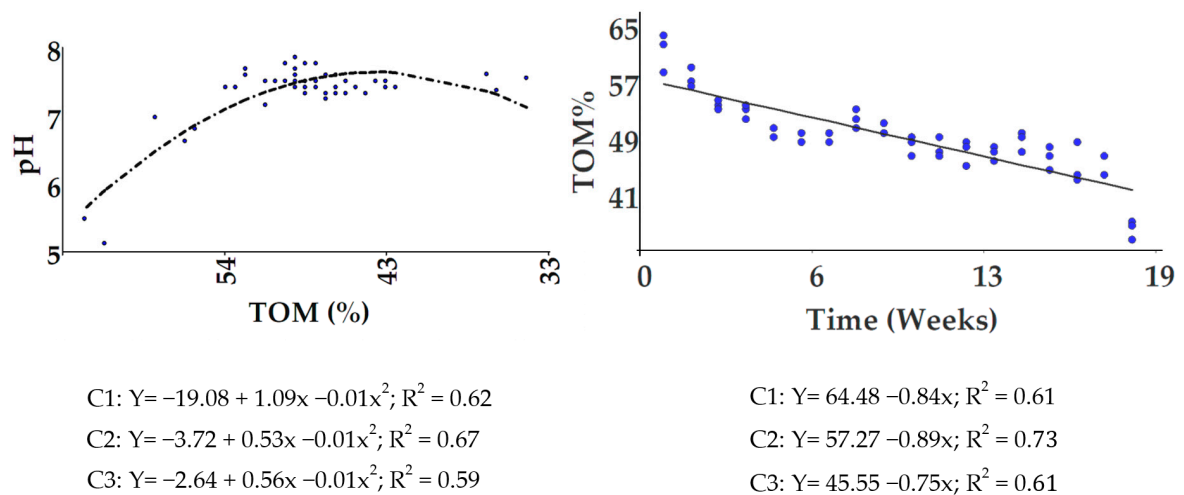 8
7
6
5
pH
54
43
33
TOM (%)
65
57
49
41
TOM%
0
6
13
19
Time (Weeks)
C1: Y= −19.08 + 1.09x −0.01x²; R² = 0.62
C2: Y= −3.72 + 0.53x −0.01x²; R² = 0.67
C3: Y= −2.64 + 0.56x −0.01x²; R² = 0.59
C1: Y= 64.48 −0.84x; R² = 0.61
C2: Y= 57.27 −0.89x; R² = 0.73
C3: Y= 45.55 −0.75x; R² = 0.61